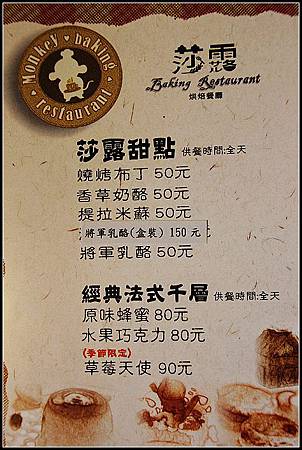 Monkey ♥ baking ♥ restaurant
莎露
Baking Restaurant
烘焙餐廳
莎露甜點 供餐時間:全天
燒烤布丁 50元
香草奶酪 50元
提拉米蘇 50元
將軍乳酪(盒裝) 150 元
將軍乳酪 50元
經典法式千層 供餐時間:全天
原味蜂蜜 80元
水果巧克力 80元
(季節限定)
草莓天使 90元